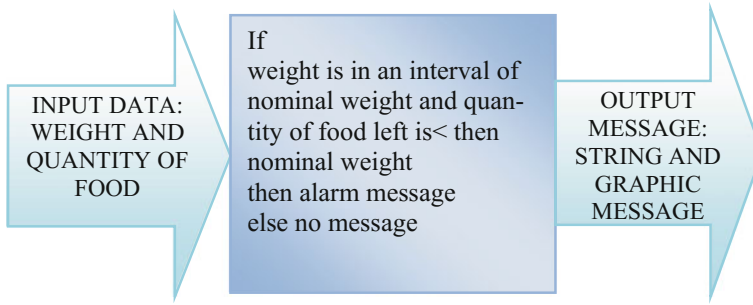 INPUT DATA:
WEIGHT AND
QUANTITY OF
FOOD
If
weight is in an interval of
nominal weight and quan-
tity of food left is< then
nominal weight
then alarm message
else no message
OUTPUT
MESSAGE:
STRING AND
GRAPHIC
MESSAGE